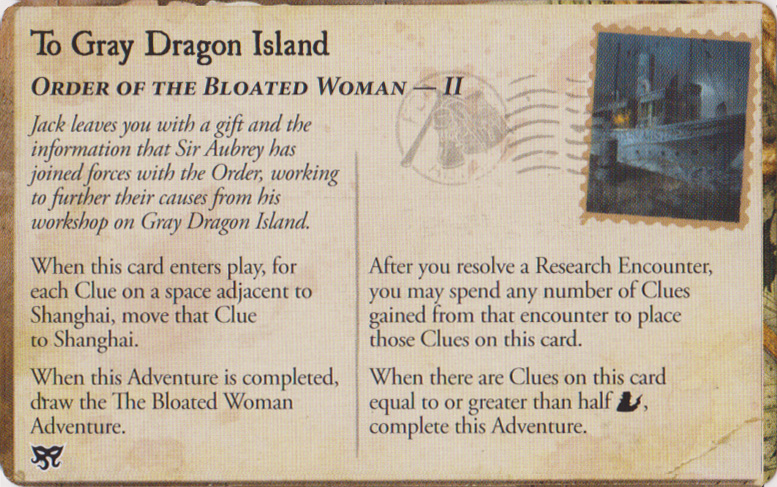 To Gray Dragon Island
ORDER OF THE BLOATED WOMAN — II
Jack leaves you with a gift and the
information that Sir Aubrey has
joined forces with the Order, working
to further their causes from his
workshop on Gray Dragon Island.
When this card enters play, for
each Clue on a space adjacent to
Shanghai, move that Clue
to Shanghai.
When this Adventure is completed,
draw the The Bloated Woman
Adventure.
After you resolve a Research Encounter,
you may spend any number of Clues
gained from that encounter to place
those Clues on this card.
When there are Clues on this card
equal to or greater than half ,
complete this Adventure.